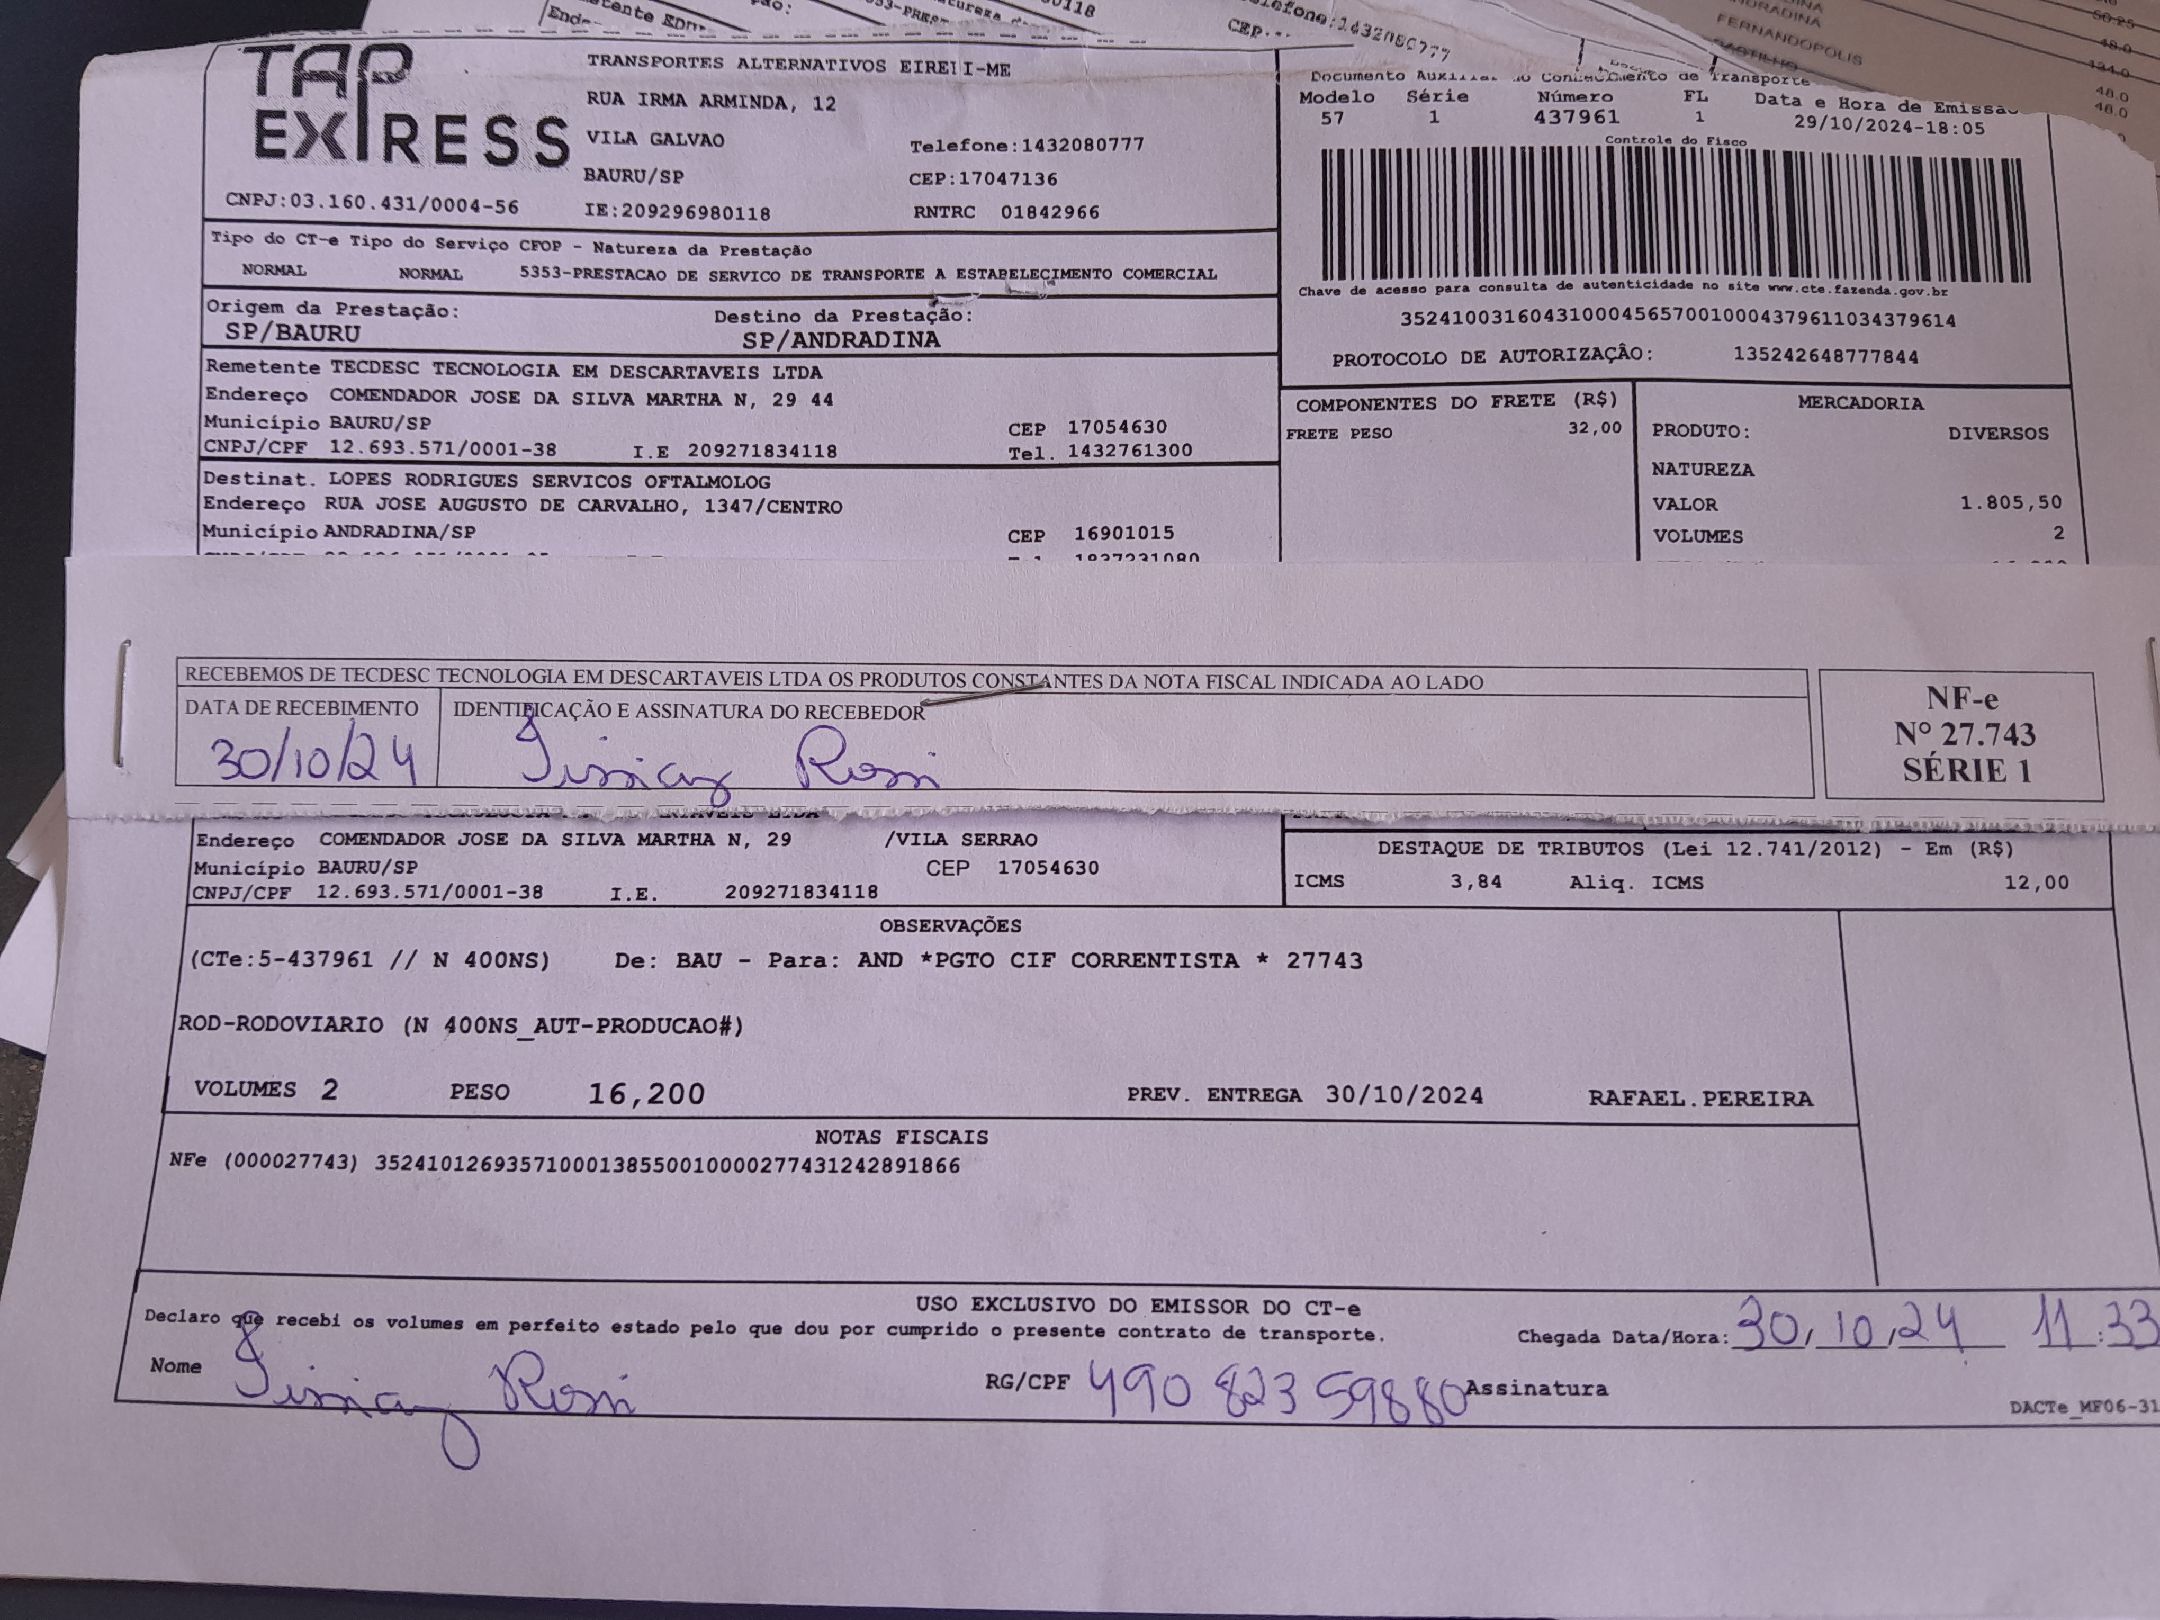 TAP EXPRESS
TRANSPORTES ALTERNATIVOS EIRELI-ME
RUA IRMA ARMINDA, 12
VILA GALVAO Telefone:1432080777
BAURU/SP CEP:17047136
CNPJ:03.160.431/0004-56 IE:209296980118 RNTRC 01842966
Tipo do CT-e Tipo do Serviço CFOP - Natureza da Prestação
NORMAL NORMAL 5353-PRESTACAO DE SERVICO DE TRANSPORTE A ESTABELECIMENTO COMERCIAL
Origem da Prestação: Destino da Prestação:
SP/BAURU SP/ANDRADINA
Remetente TECDESC TECNOLOGIA EM DESCARTAVEIS LTDA
Endereço COMENDADOR JOSE DA SILVA MARTHA N, 29 44
Município BAURU/SP CEP 17054630
CNPJ/CPF 12.693.571/0001-38 I.E 209271834118 Tel. 1432761300
Destinat. LOPES RODRIGUES SERVICOS OFTALMOLOG
Endereço RUA JOSE AUGUSTO DE CARVALHO, 1347/CENTRO
Município ANDRADINA/SP CEP 16901015
CEP
Telefone:1432080777
FERNANDOPOLIS
Documento Auxiliar do Conhecimento de Transporte
Modelo Série Número FL Data e Hora de Emissão
57 1 437961 1 29/10/2024-18:05
Controle do Fisco
Chave de acesso para consulta de autenticidade no site www.cte.fazenda.gov.br
35241003160431000456570010004379611034379614
PROTOCOLO DE AUTORIZAÇÃO: 135242648777844
COMPONENTES DO FRETE (R$) MERCADORIA
FRETE PESO 32,00 PRODUTO: DIVERSOS
NATUREZA
VALOR 1.805,50
VOLUMES 2
RECEBEMOS DE TECDESC TECNOLOGIA EM DESCARTAVEIS LTDA OS PRODUTOS CONSTANTES DA NOTA FISCAL INDICADA AO LADO
DATA DE RECEBIMENTO IDENTIFICAÇÃO E ASSINATURA DO RECEBEDOR
30/10/24
NF-e
Nº 27.743
SÉRIE 1
Endereço COMENDADOR JOSE DA SILVA MARTHA N, 29 /VILA SERRAO
Município BAURU/SP CEP 17054630
CNPJ/CPF 12.693.571/0001-38 I.E. 209271834118
DESTAQUE DE TRIBUTOS (Lei 12.741/2012) - Em (R$)
ICMS 3,84 Aliq. ICMS 12,00
OBSERVAÇÕES
(CTe:5-437961 // N 400NS) De: BAU - Para: AND *PGTO CIF CORRENTISTA * 27743
ROD-RODOVIARIO (N 400NS_AUT-PRODUCAO#)
VOLUMES 2 PESO 16,200 PREV. ENTREGA 30/10/2024 RAFAEL.PEREIRA
NOTAS FISCAIS
NFe (000027743) 35241012693571000138550010000277431242891866
USO EXCLUSIVO DO EMISSOR DO CT-e
Declaro que recebi os volumes em perfeito estado pelo que dou por cumprido o presente contrato de transporte. Chegada Data/Hora: 30/10/24 11:33
Nome RG/CPF 490 823 59880 Assinatura
DACTe_MF06-31